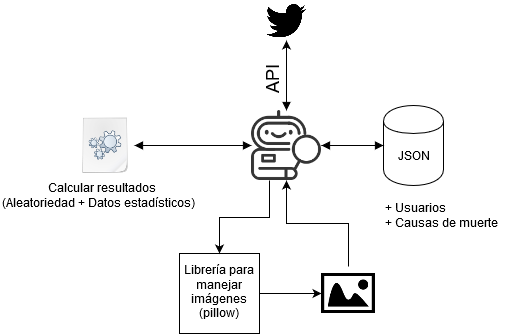 API
JSON
Calcular resultados
(Aleatoriedad + Datos estadísticos)
+ Usuarios
+ Causas de muerte
Librería para
manejar
imágenes
(pillow)